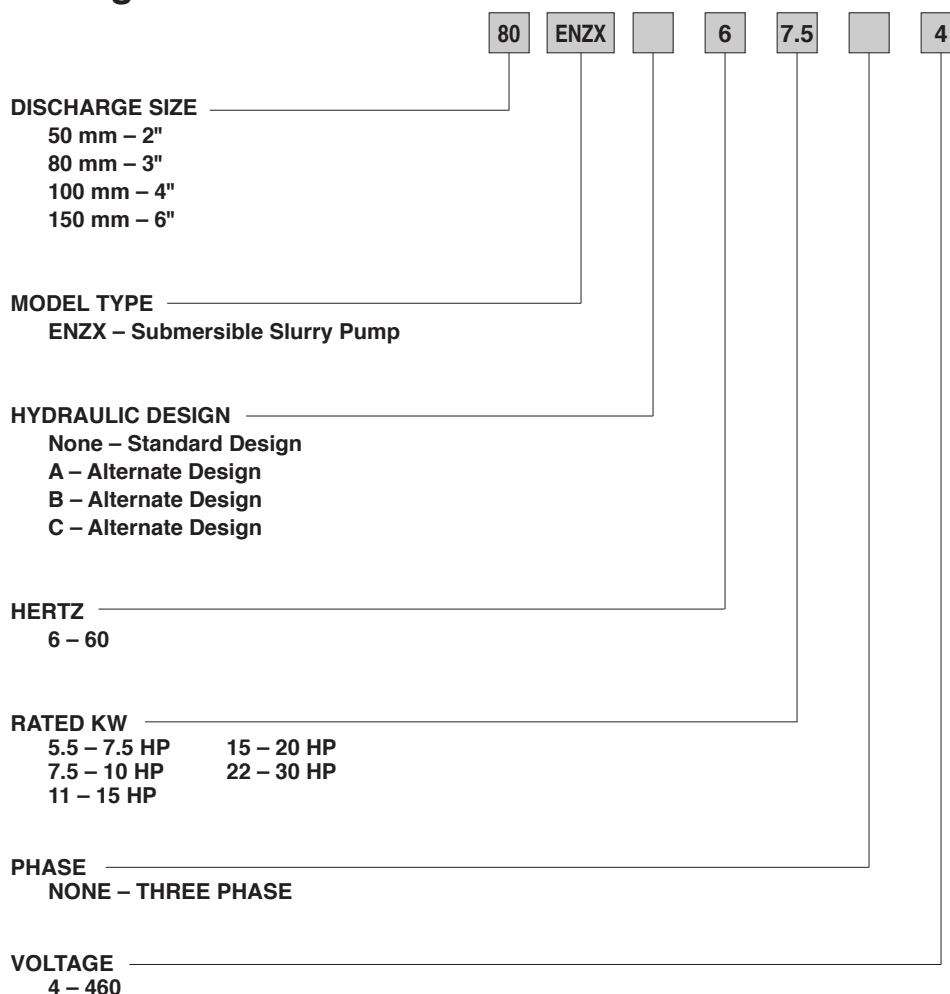 80 ENZX 6 7.5 4
DISCHARGE SIZE
50 mm – 2"
80 mm – 3"
100 mm – 4"
150 mm – 6"
MODEL TYPE
ENZX – Submersible Slurry Pump
HYDRAULIC DESIGN
None – Standard Design
A – Alternate Design
B – Alternate Design
C – Alternate Design
HERTZ
6 – 60
RATED KW
5.5 – 7.5 HP 15 – 20 HP
7.5 – 10 HP 22 – 30 HP
11 – 15 HP
PHASE
NONE – THREE PHASE
VOLTAGE
4 – 460